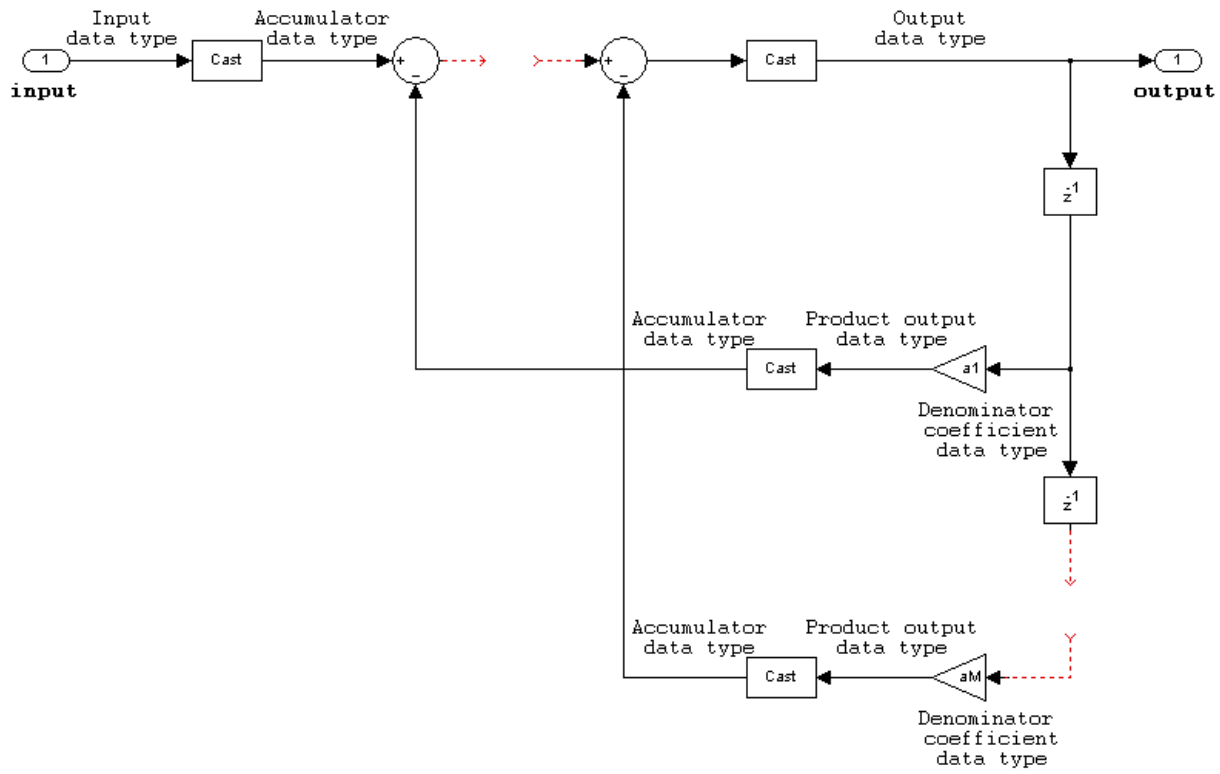 Input
data type
Accumulator
data type
Output
data type
1
Cast
+
−
+
−
Cast
1
input
output
z-1
Accumulator
data type
Product output
data type
Cast
a1
Denominator
coefficient
data type
z-1
Accumulator
data type
Product output
data type
Cast
aM
Denominator
coefficient
data type